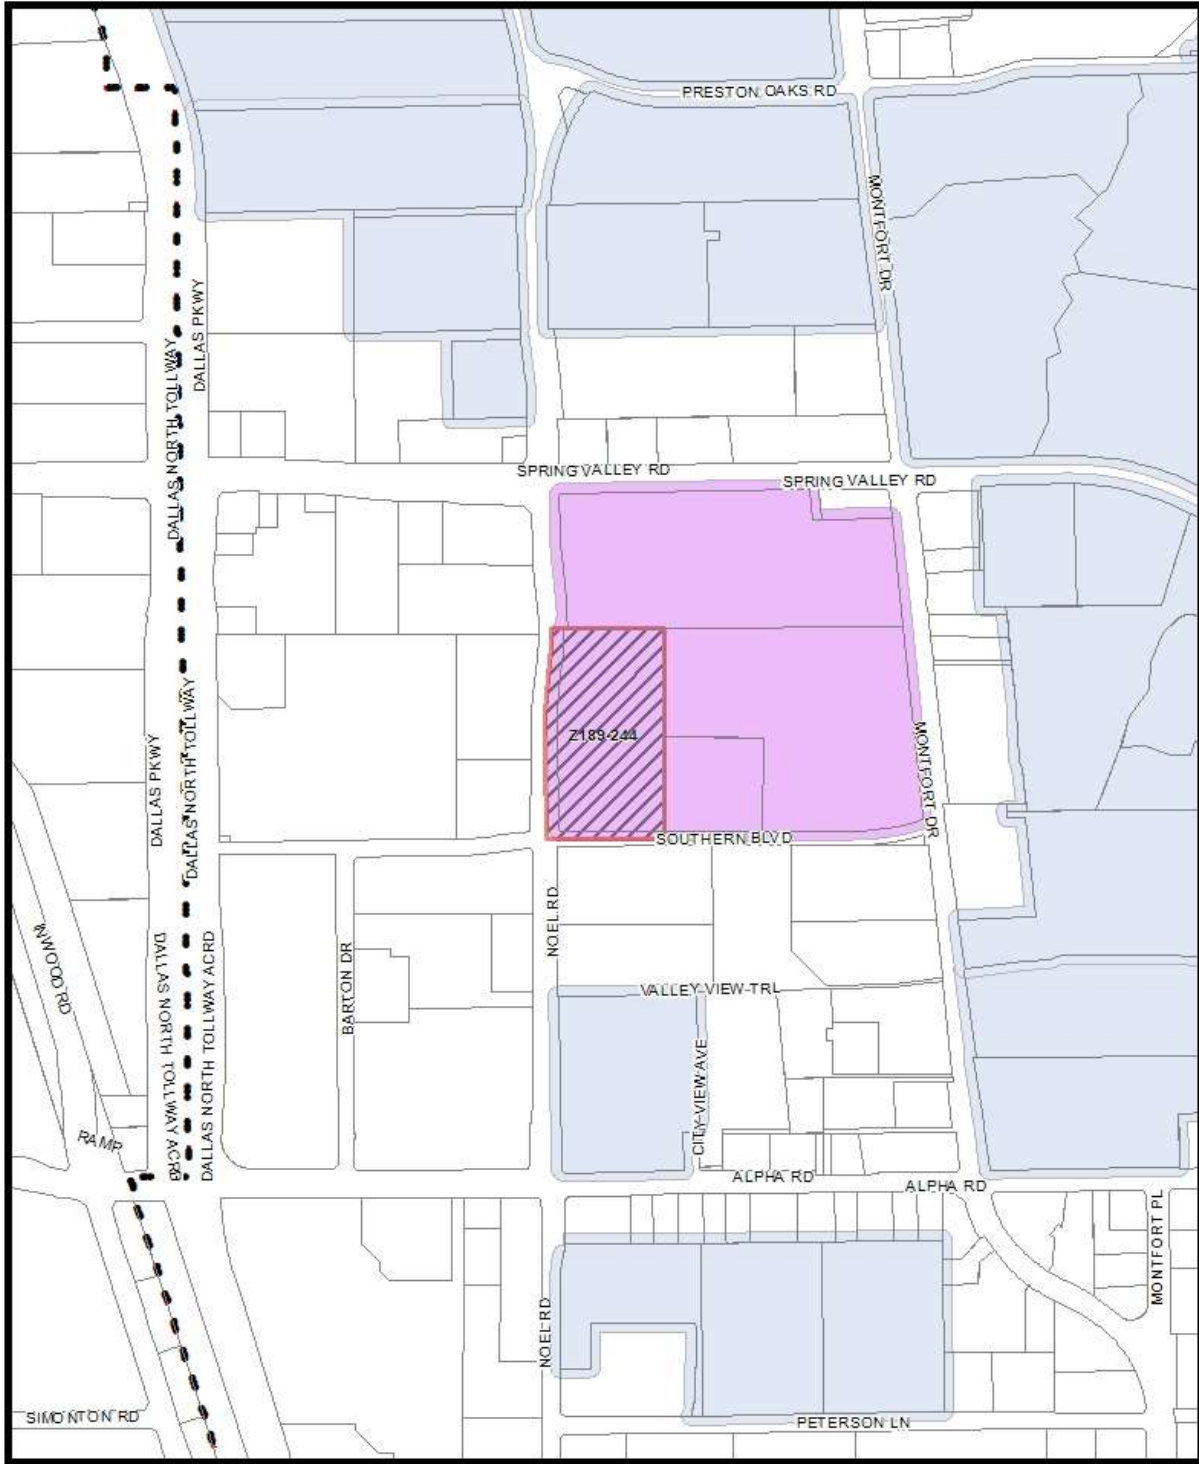 PRESTON OAKS RD
MONTFORT DR
DALLAS PKWY
DALLAS NORTH TOLLWAY
SPRING VALLEY RD
SPRING VALLEY RD
Z189-244
DALLAS NORTH TOLLWAY
DALLAS PKWY
MONTFORT DR
SOUTHERN BLVD
NOEL RD
INWOOD RD
DALLAS NORTH TOLLWAY ACRD
DALLAS NORTH TOLLWAY ACRD
BARTON DR
VALLEY VIEW TRL
CITY VIEW AVE
RAMP
ALPHA RD
ALPHA RD
MONTFORT PL
NOEL RD
SIMONTON RD
PETERSON LN